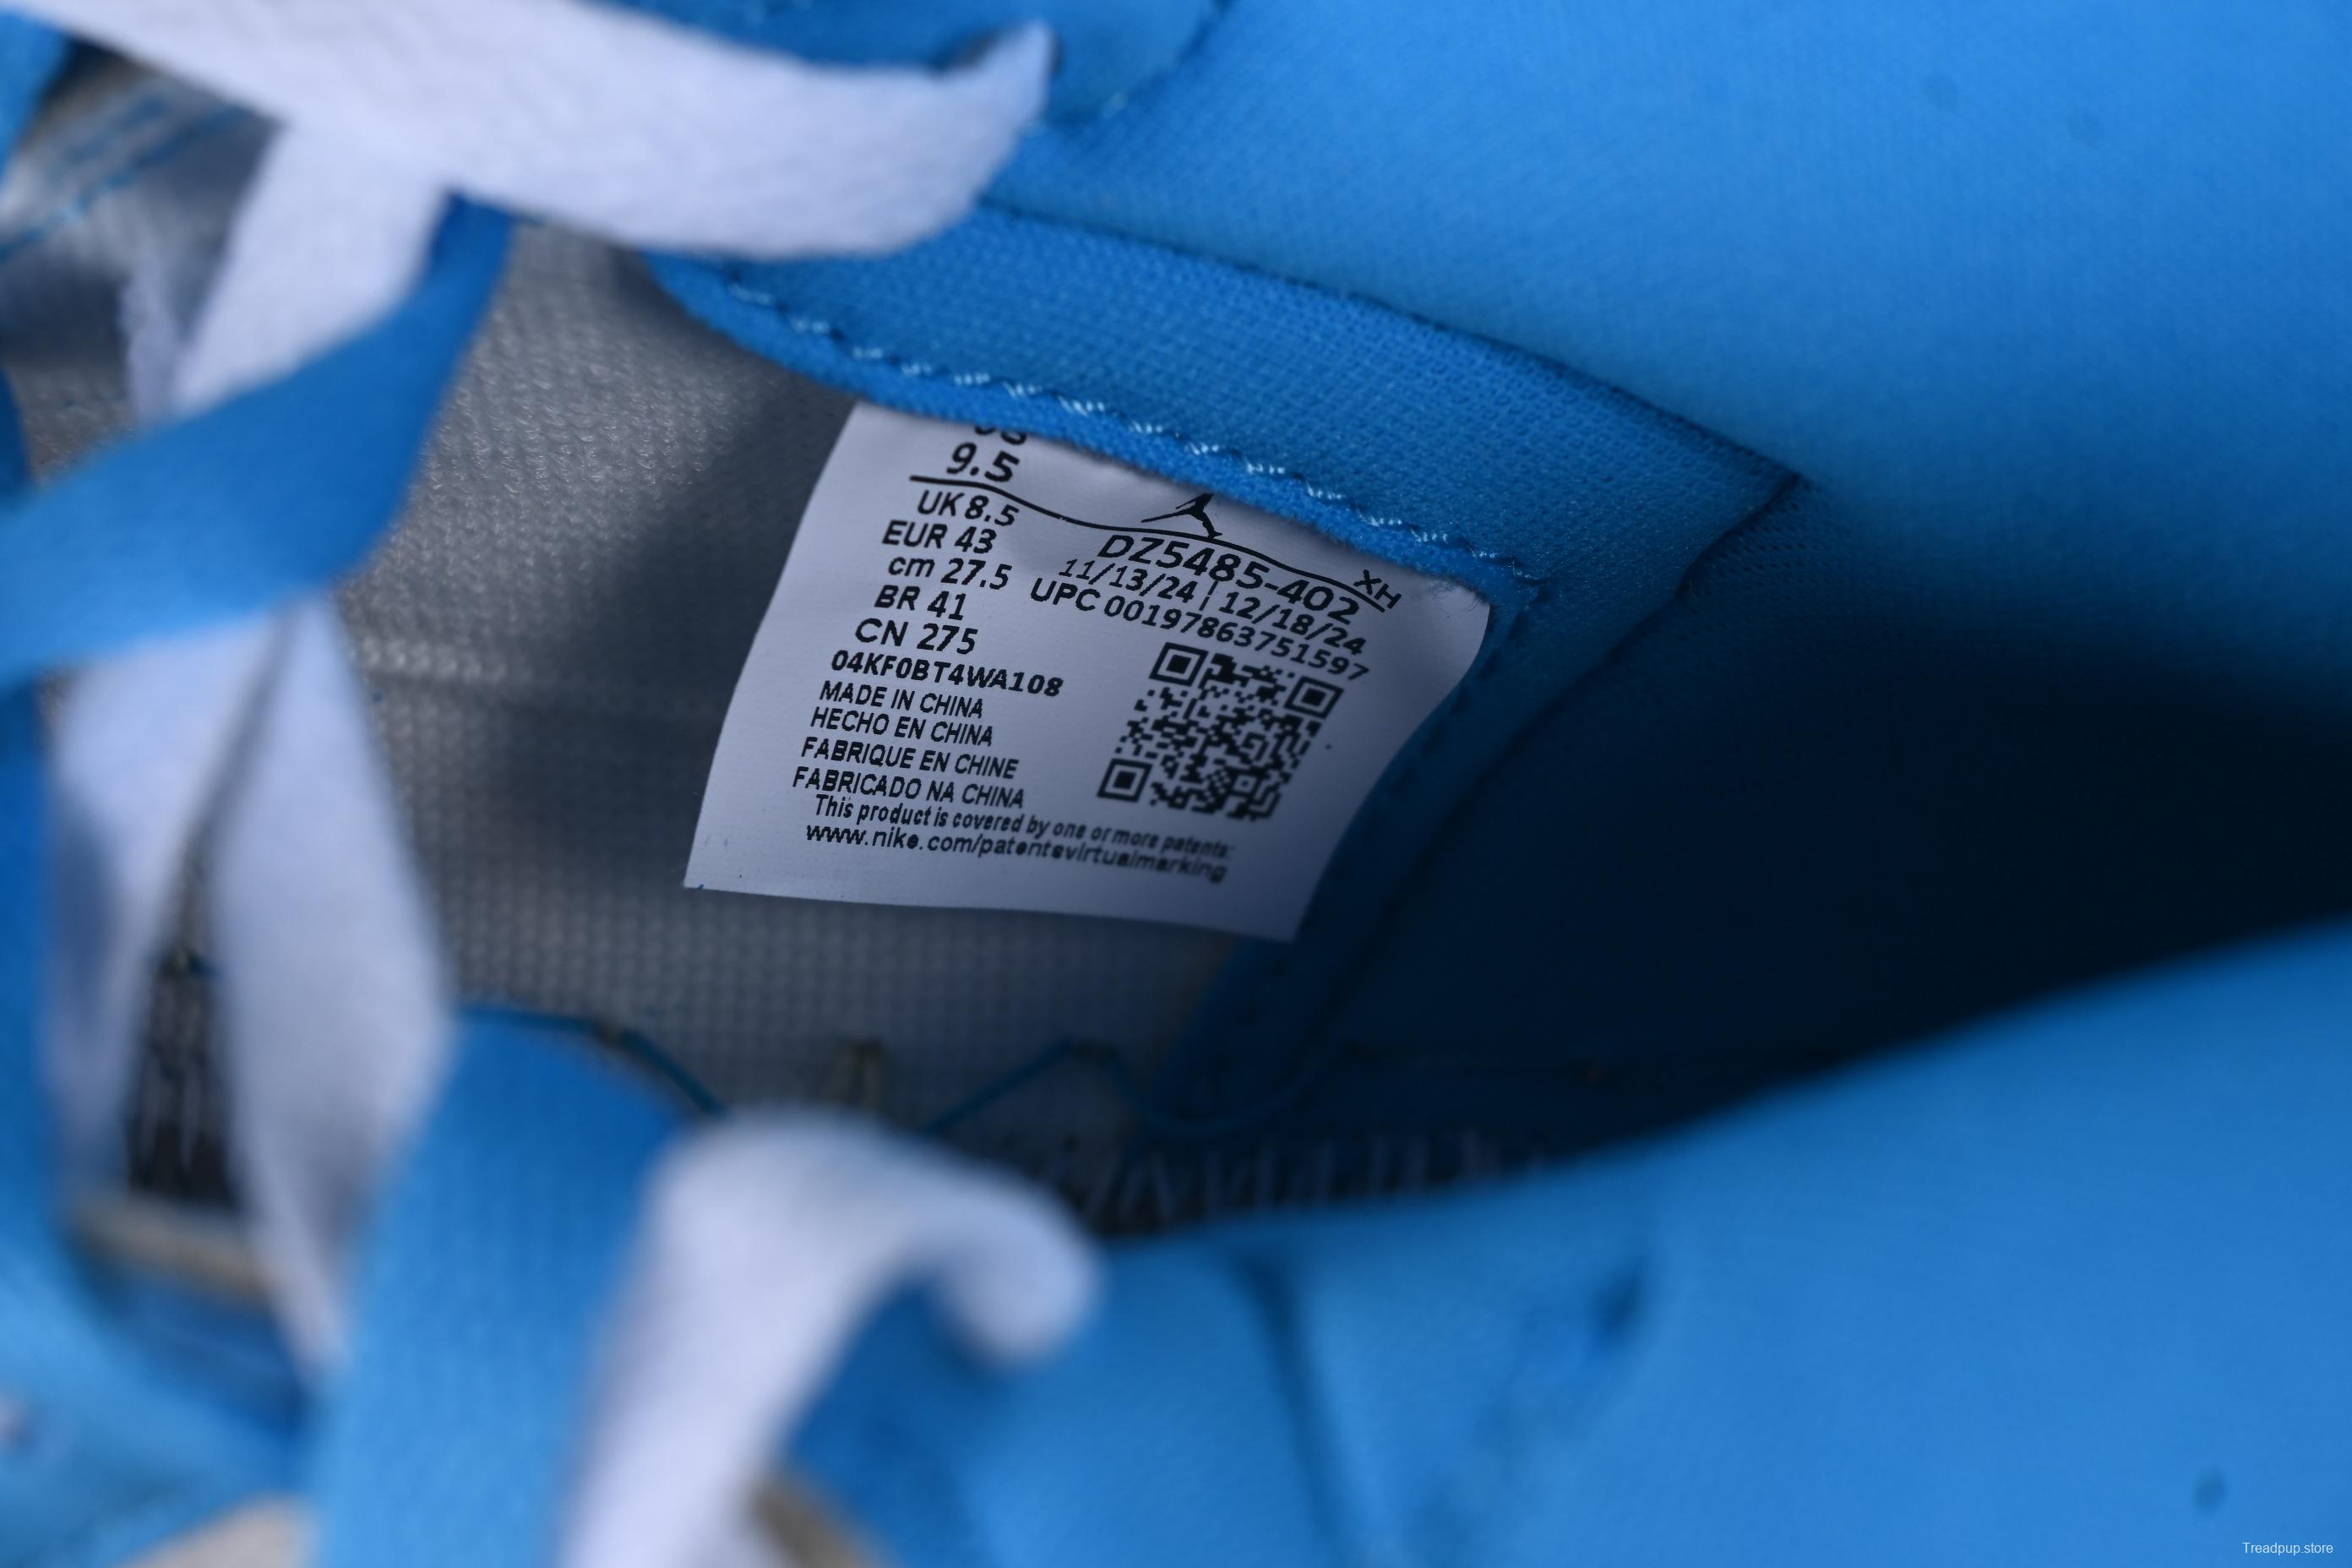 9.5
UK 8.5
EUR 43
cm 27.5
BR 41
CN 275
DZ5485-402
XH
11/13/24 | 12/18/24
UPC 00197863751597
04KF0BT4WA108
MADE IN CHINA
HECHO EN CHINA
FABRIQUE EN CHINE
FABRICADO NA CHINA
This product is covered by one or more patents:
www.nike.com/patentsvirtualmarking
Treadpup.store